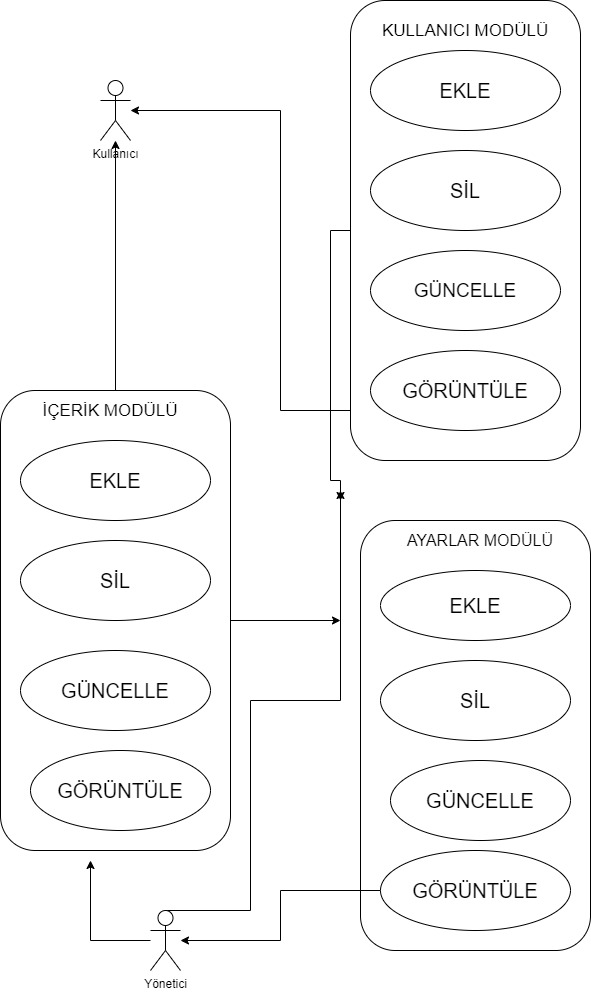 KULLANICI MODÜLÜ
EKLE
SİL
GÜNCELLE
GÖRÜNTÜLE
Kullanıcı
İÇERİK MODÜLÜ
EKLE
SİL
GÜNCELLE
GÖRÜNTÜLE
AYARLAR MODÜLÜ
EKLE
SİL
GÜNCELLE
GÖRÜNTÜLE
Yönetici